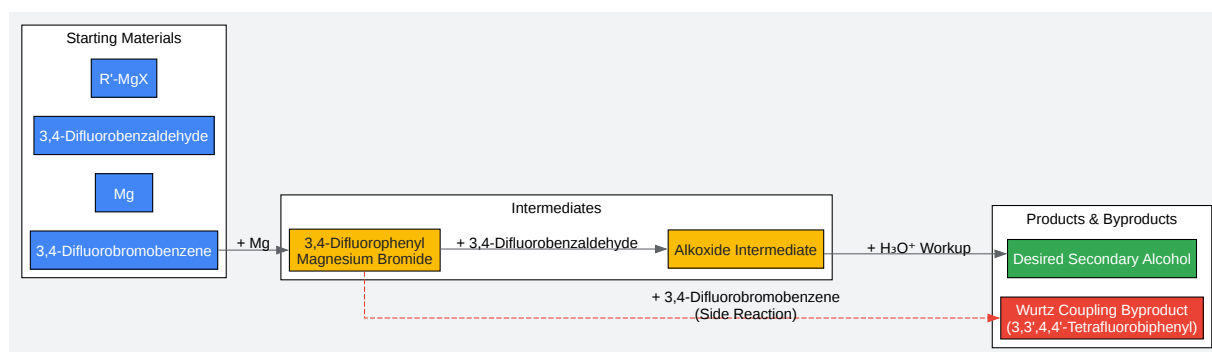 Starting Materials
R'-MgX
3,4-Difluorobenzaldehyde
Mg
3,4-Difluorobromobenzene
+ Mg
Intermediates
3,4-Difluorophenyl
Magnesium Bromide
+ 3,4-Difluorobenzaldehyde
Alkoxide Intermediate
+ H₃O⁺ Workup
+ 3,4-Difluorobromobenzene
(Side Reaction)
Products & Byproducts
Desired Secondary Alcohol
Wurtz Coupling Byproduct
(3,3',4,4'-Tetrafluorobiphenyl)